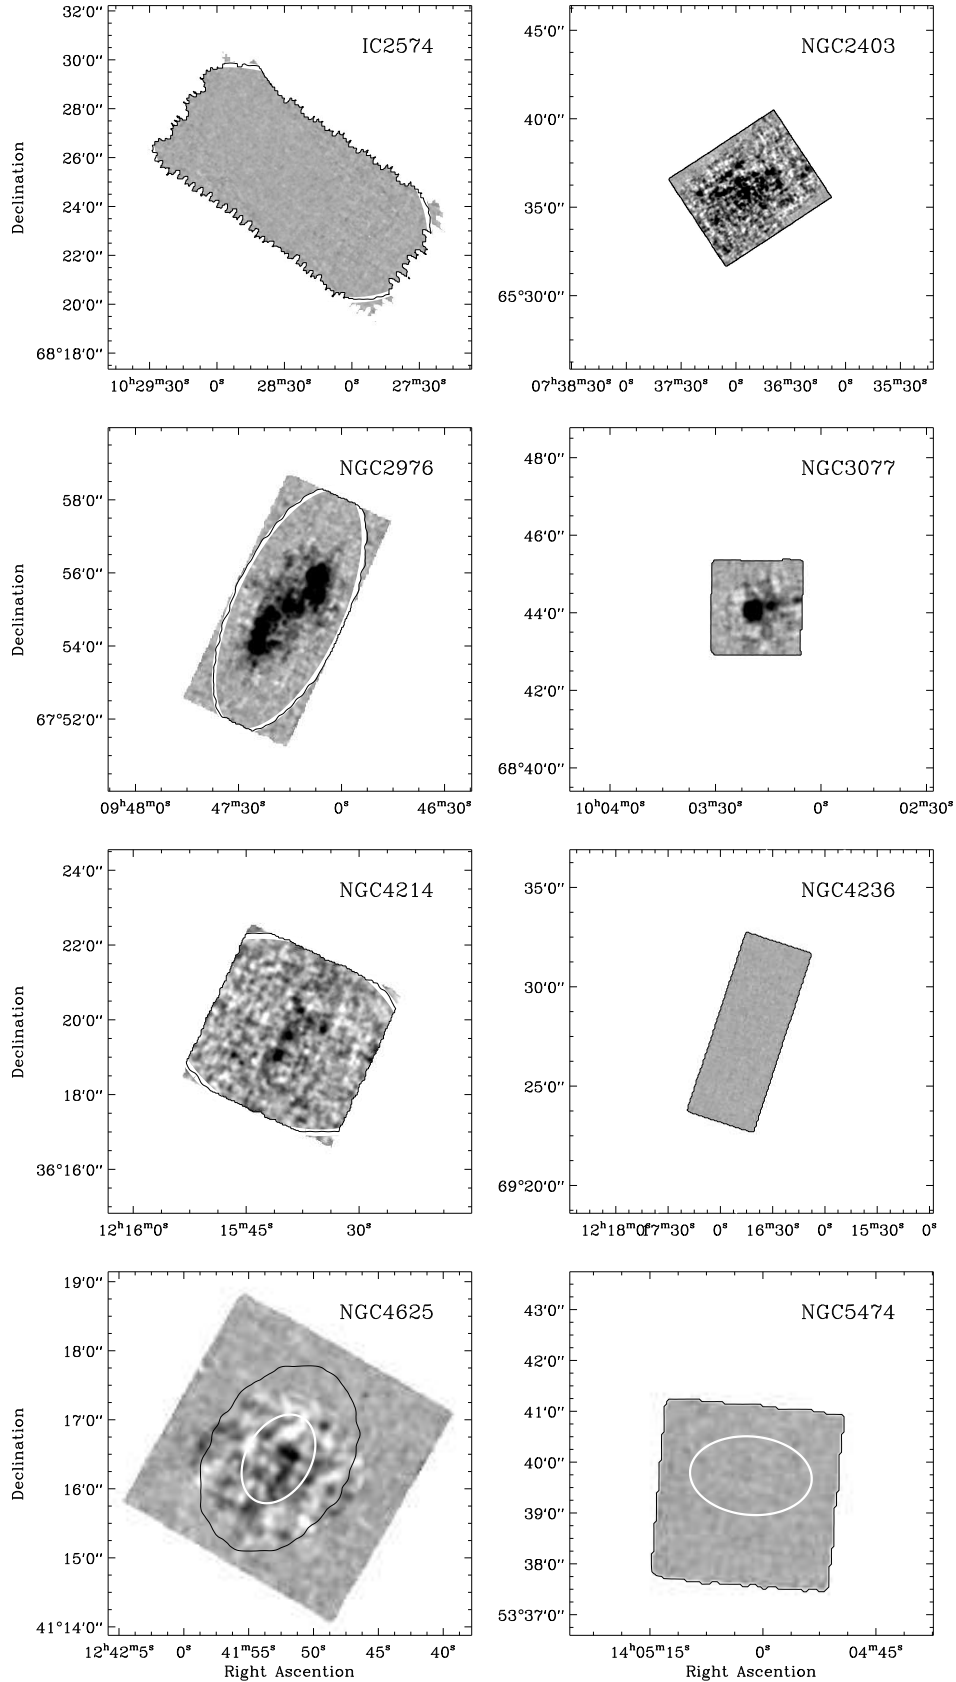 IC2574
32'0''
30'0''
28'0''
26'0''
24'0''
22'0''
20'0''
68°18'0''
Declination
10ʰ29ᵐ30ˢ 0ˢ 28ᵐ30ˢ 0ˢ 27ᵐ30ˢ
NGC2403
45'0''
40'0''
35'0''
65°30'0''
07ʰ38ᵐ30ˢ 0ˢ 37ᵐ30ˢ 0ˢ 36ᵐ30ˢ 0ˢ 35ᵐ30ˢ
NGC2976
58'0''
56'0''
54'0''
67°52'0''
Declination
09ʰ48ᵐ0ˢ 47ᵐ30ˢ 0ˢ 46ᵐ30ˢ
NGC3077
48'0''
46'0''
44'0''
42'0''
68°40'0''
10ʰ04ᵐ0ˢ 03ᵐ30ˢ 0ˢ 02ᵐ30ˢ
NGC4214
24'0''
22'0''
20'0''
18'0''
36°16'0''
Declination
12ʰ16ᵐ0ˢ 15ᵐ45ˢ 30ˢ
NGC4236
35'0''
30'0''
25'0''
69°20'0''
12ʰ18ᵐ0ˢ 17ᵐ30ˢ 0ˢ 16ᵐ30ˢ 0ˢ 15ᵐ30ˢ 0ˢ
NGC4625
19'0''
18'0''
17'0''
16'0''
15'0''
41°14'0''
Declination
12ʰ42ᵐ5ˢ 0ˢ 41ᵐ55ˢ 50ˢ 45ˢ 40ˢ
Right Ascention
NGC5474
43'0''
42'0''
41'0''
40'0''
39'0''
38'0''
53°37'0''
14ʰ05ᵐ15ˢ 0ˢ 04ᵐ45ˢ
Right Ascention